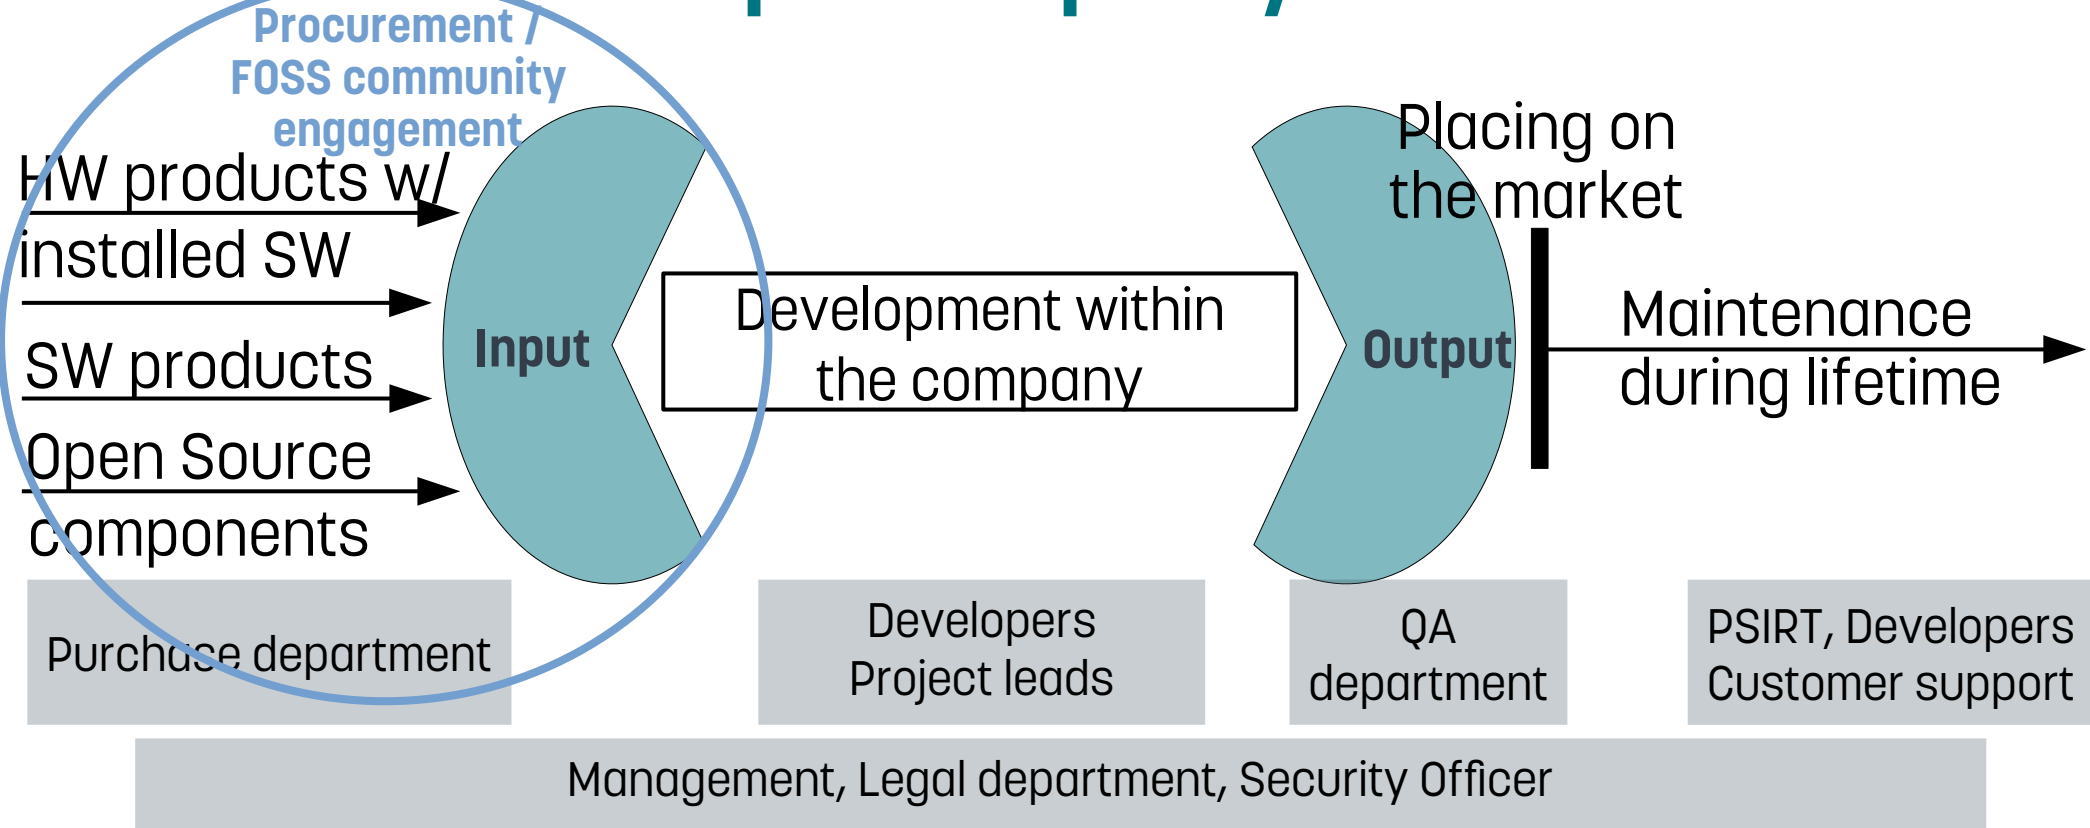 Procurement /
FOSS community
engagement
HW products w/
installed SW
SW products
Open Source
components
Input
Development within
the company
Output
Placing on
the market
Maintenance
during lifetime
Purchase department
Developers
Project leads
QA
department
PSIRT, Developers
Customer support
Management, Legal department, Security Officer